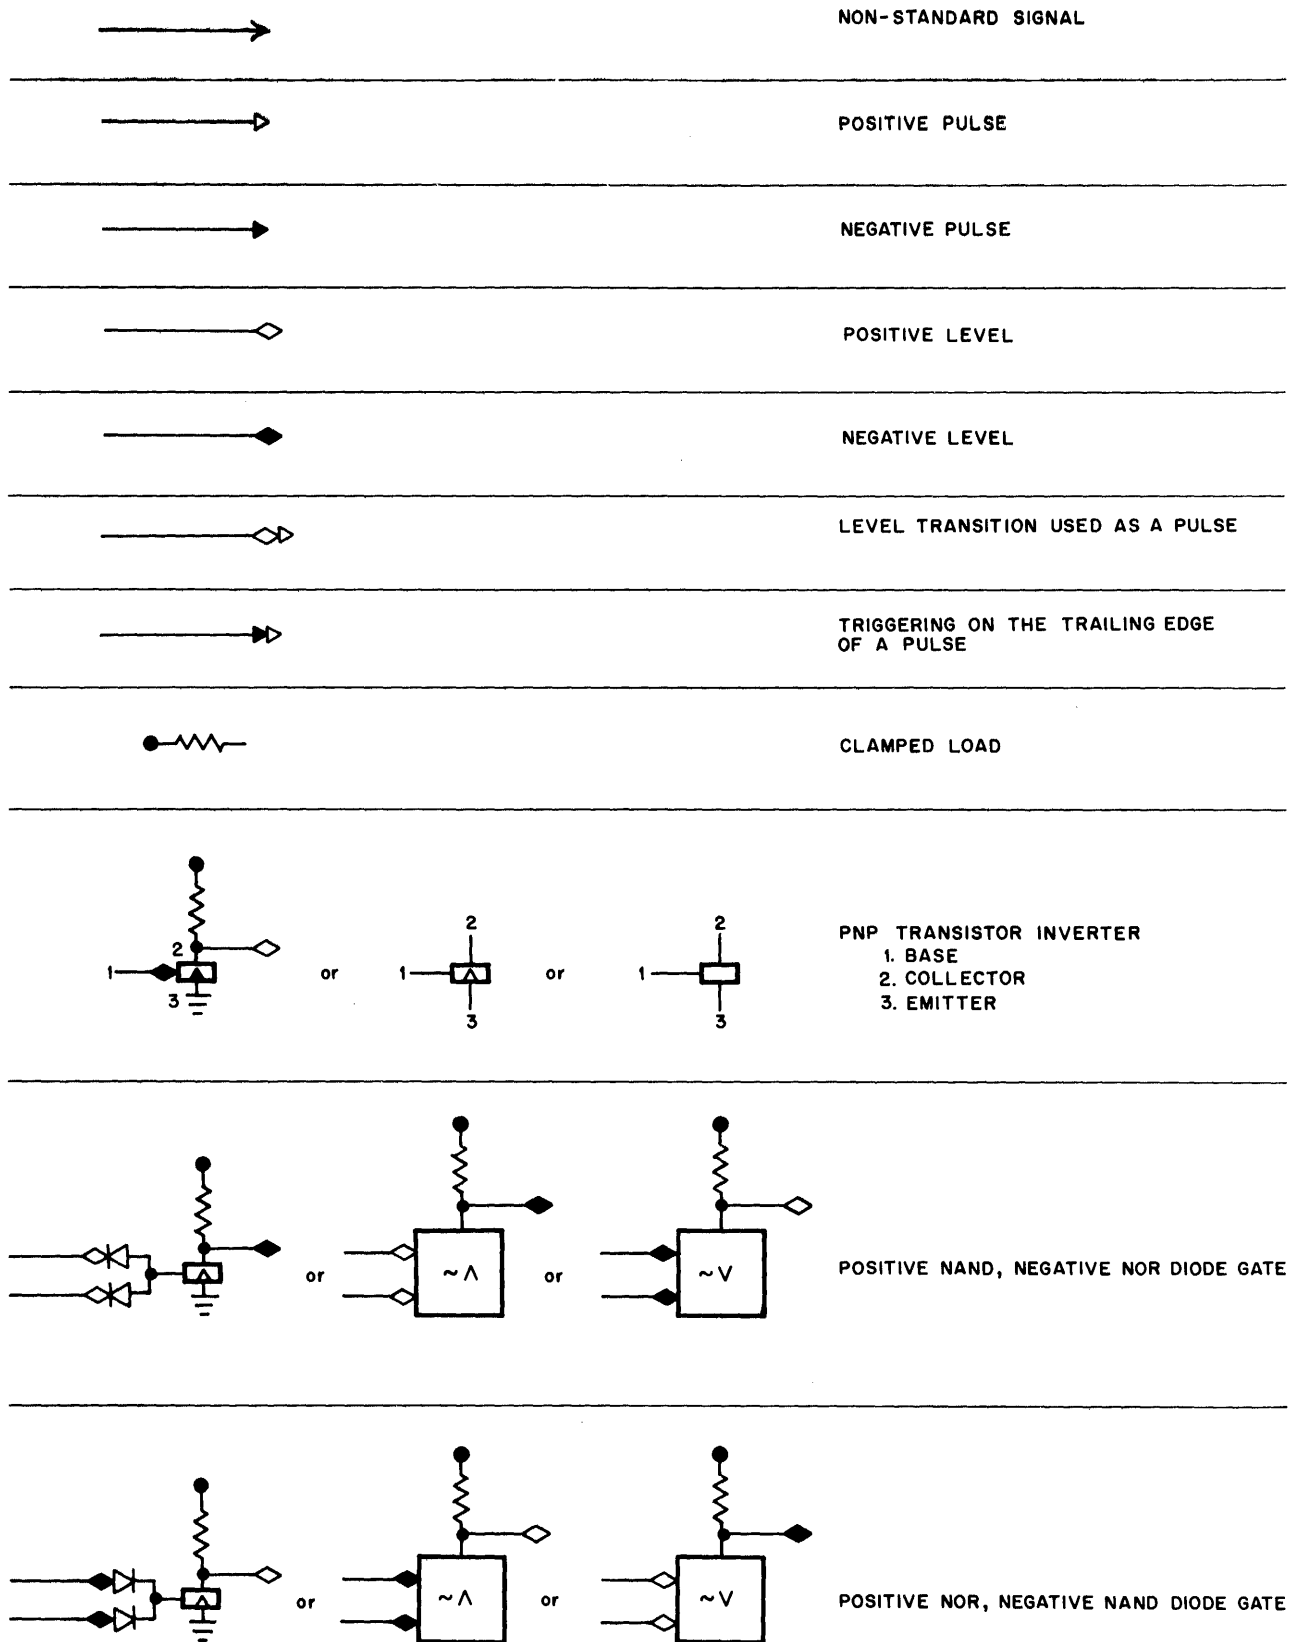 NON-STANDARD SIGNAL
POSITIVE PULSE
NEGATIVE PULSE
POSITIVE LEVEL
NEGATIVE LEVEL
LEVEL TRANSITION USED AS A PULSE
TRIGGERING ON THE TRAILING EDGE
OF A PULSE
CLAMPED LOAD
2
1
3
or
2
1
3
or
2
1
3
PNP TRANSISTOR INVERTER
1. BASE
2. COLLECTOR
3. EMITTER
or
~ Λ
or
~ V
POSITIVE NAND, NEGATIVE NOR DIODE GATE
or
~ Λ
or
~ V
POSITIVE NOR, NEGATIVE NAND DIODE GATE